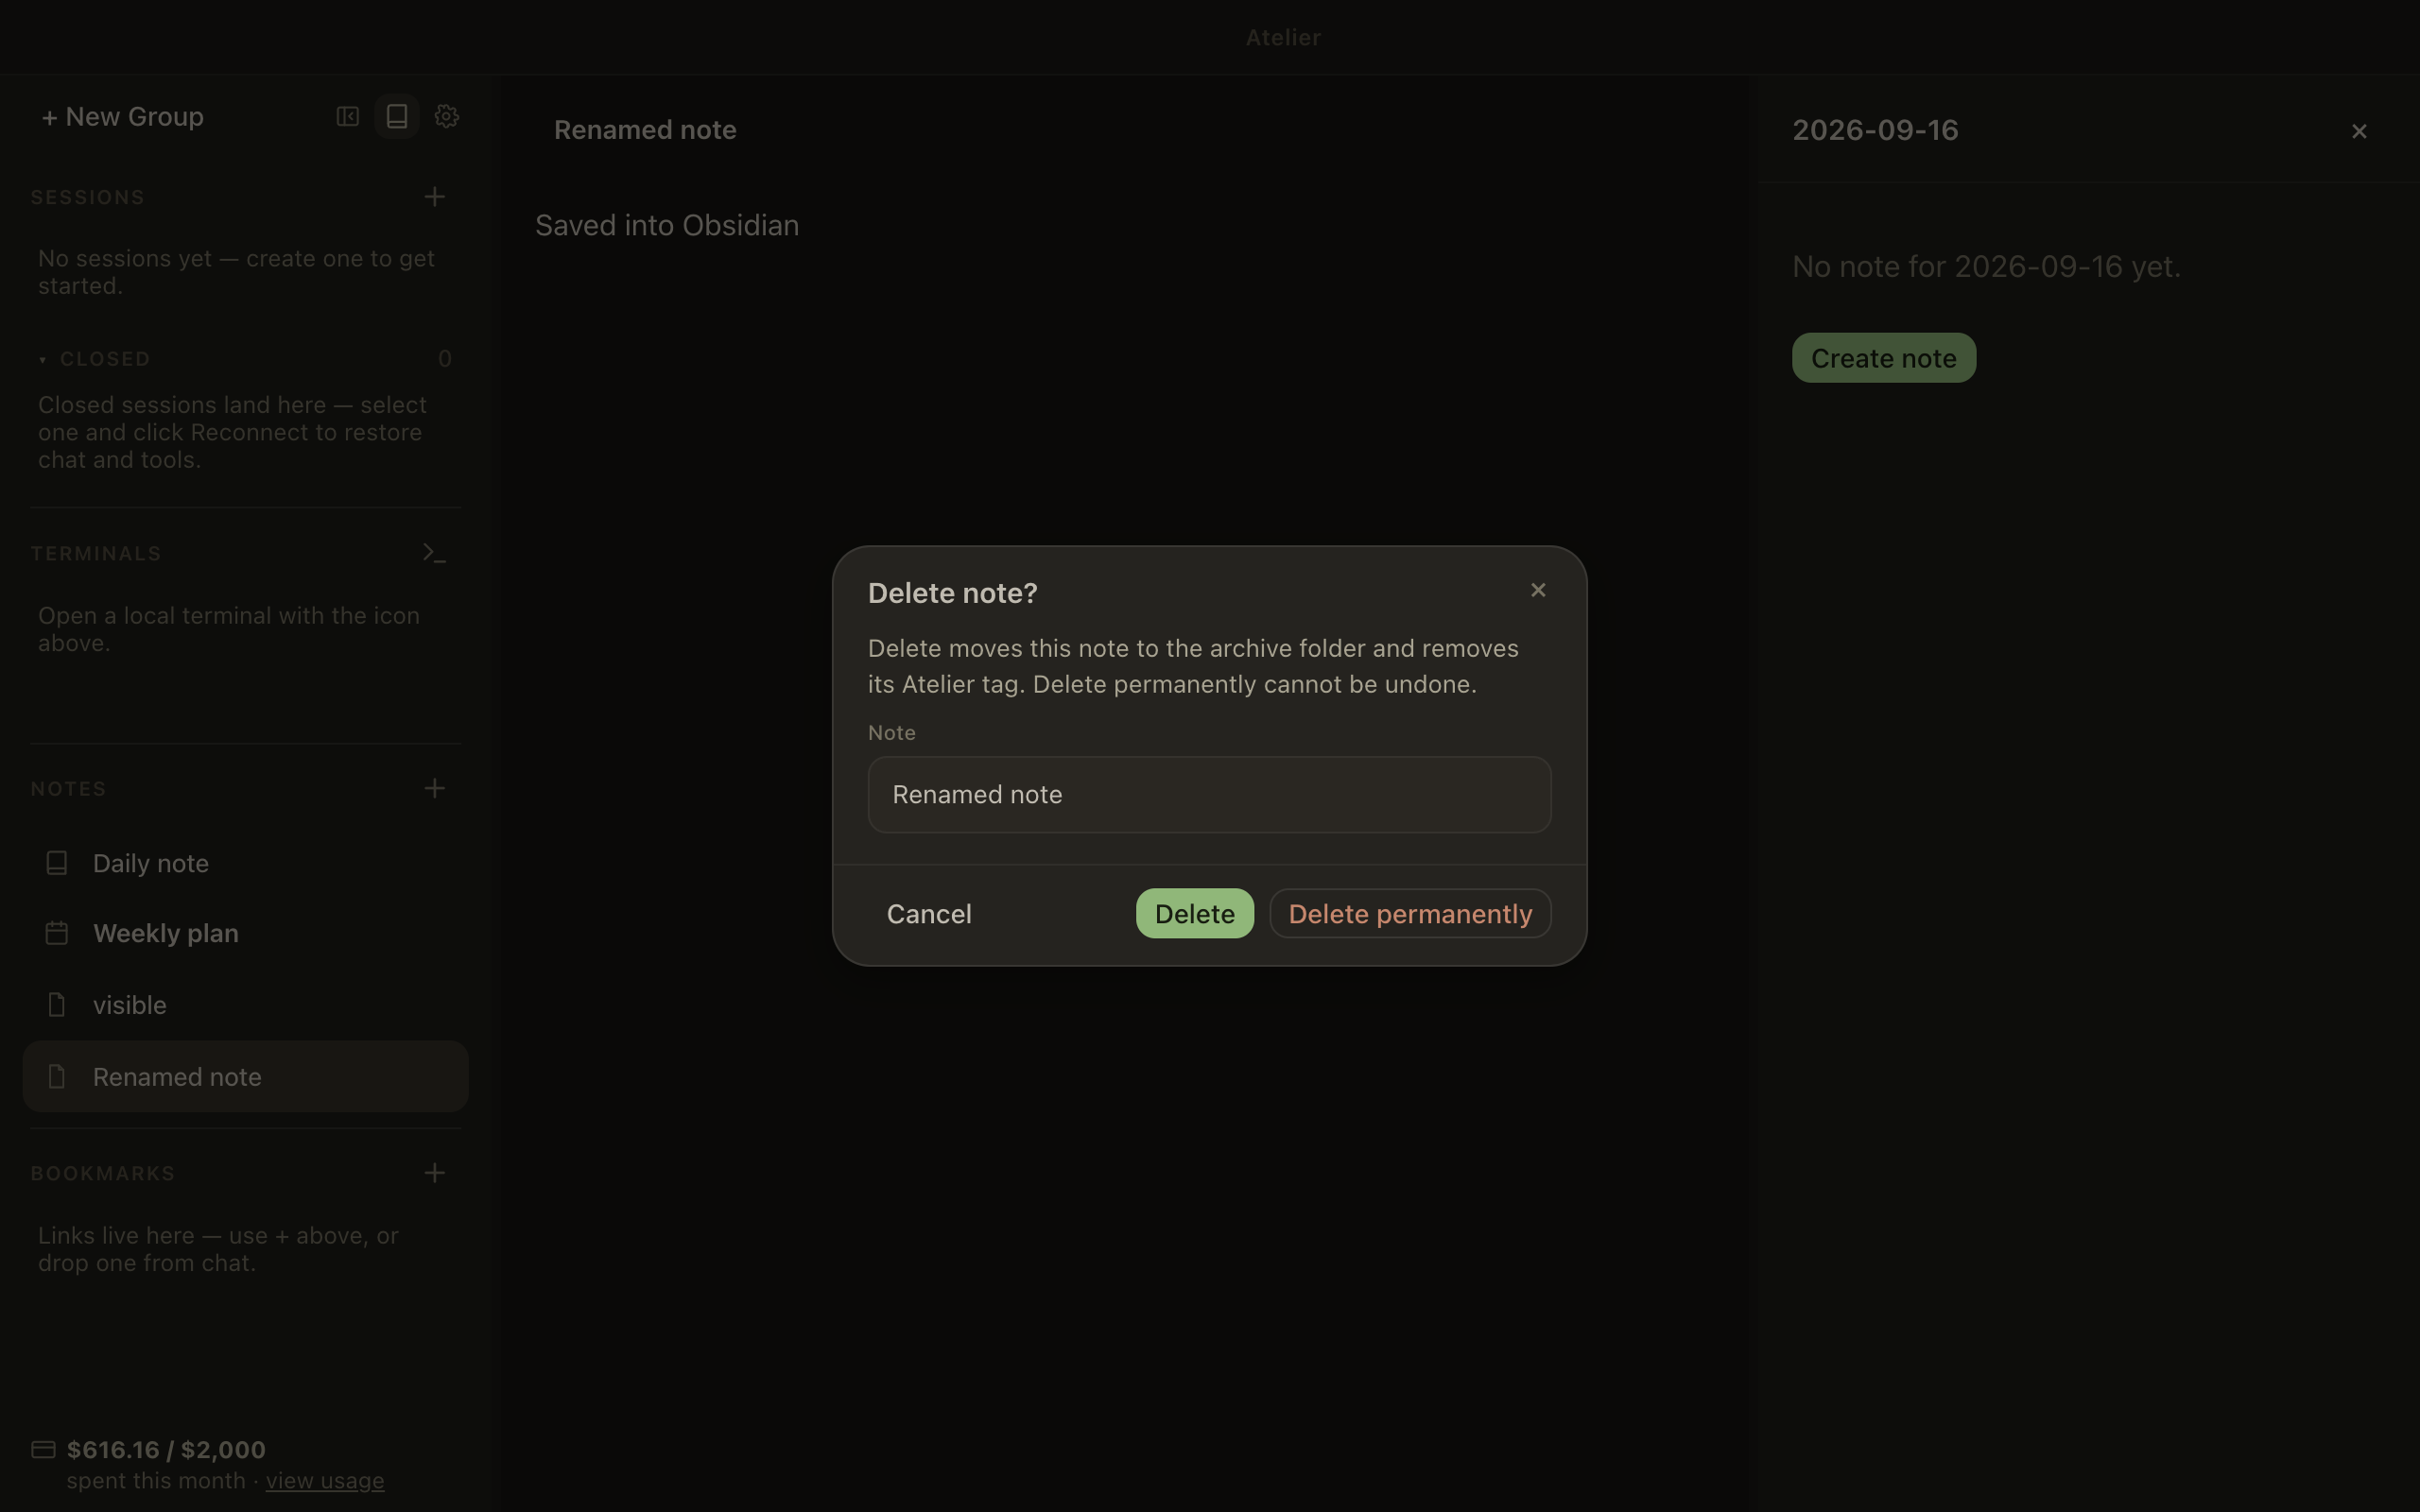 Atelier
+ New Group
SESSIONS
No sessions yet — create one to get
started.
CLOSED
0
Closed sessions land here — select
one and click Reconnect to restore
chat and tools.
TERMINALS
Open a local terminal with the icon
above.
NOTES
Daily note
Weekly plan
visible
Renamed note
BOOKMARKS
Links live here — use + above, or
drop one from chat.
$616.16 / $2,000
spent this month · view usage
Renamed note
Saved into Obsidian
Delete note?
Delete moves this note to the archive folder and removes
its Atelier tag. Delete permanently cannot be undone.
Note
Renamed note
Cancel
Delete
Delete permanently
2026-09-16
No note for 2026-09-16 yet.
Create note